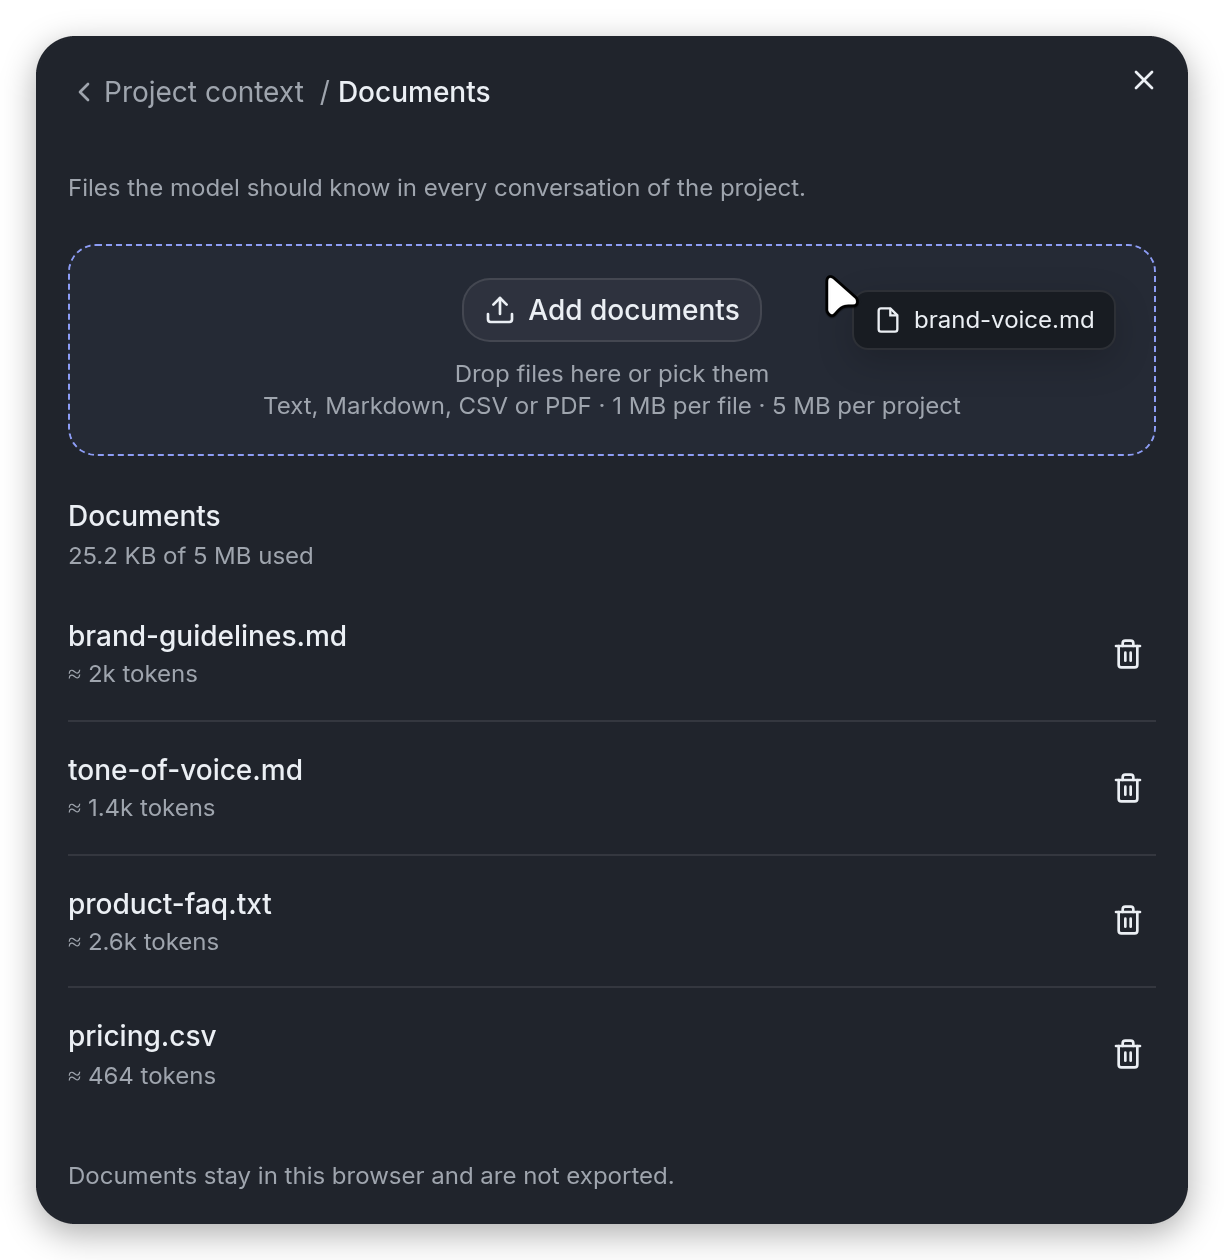 Project context / Documents
Files the model should know in every conversation of the project.
Add documents
brand-voice.md
Drop files here or pick them
Text, Markdown, CSV or PDF · 1 MB per file · 5 MB per project
Documents
25.2 KB of 5 MB used
brand-guidelines.md
≈ 2k tokens
tone-of-voice.md
≈ 1.4k tokens
product-faq.txt
≈ 2.6k tokens
pricing.csv
≈ 464 tokens
Documents stay in this browser and are not exported.